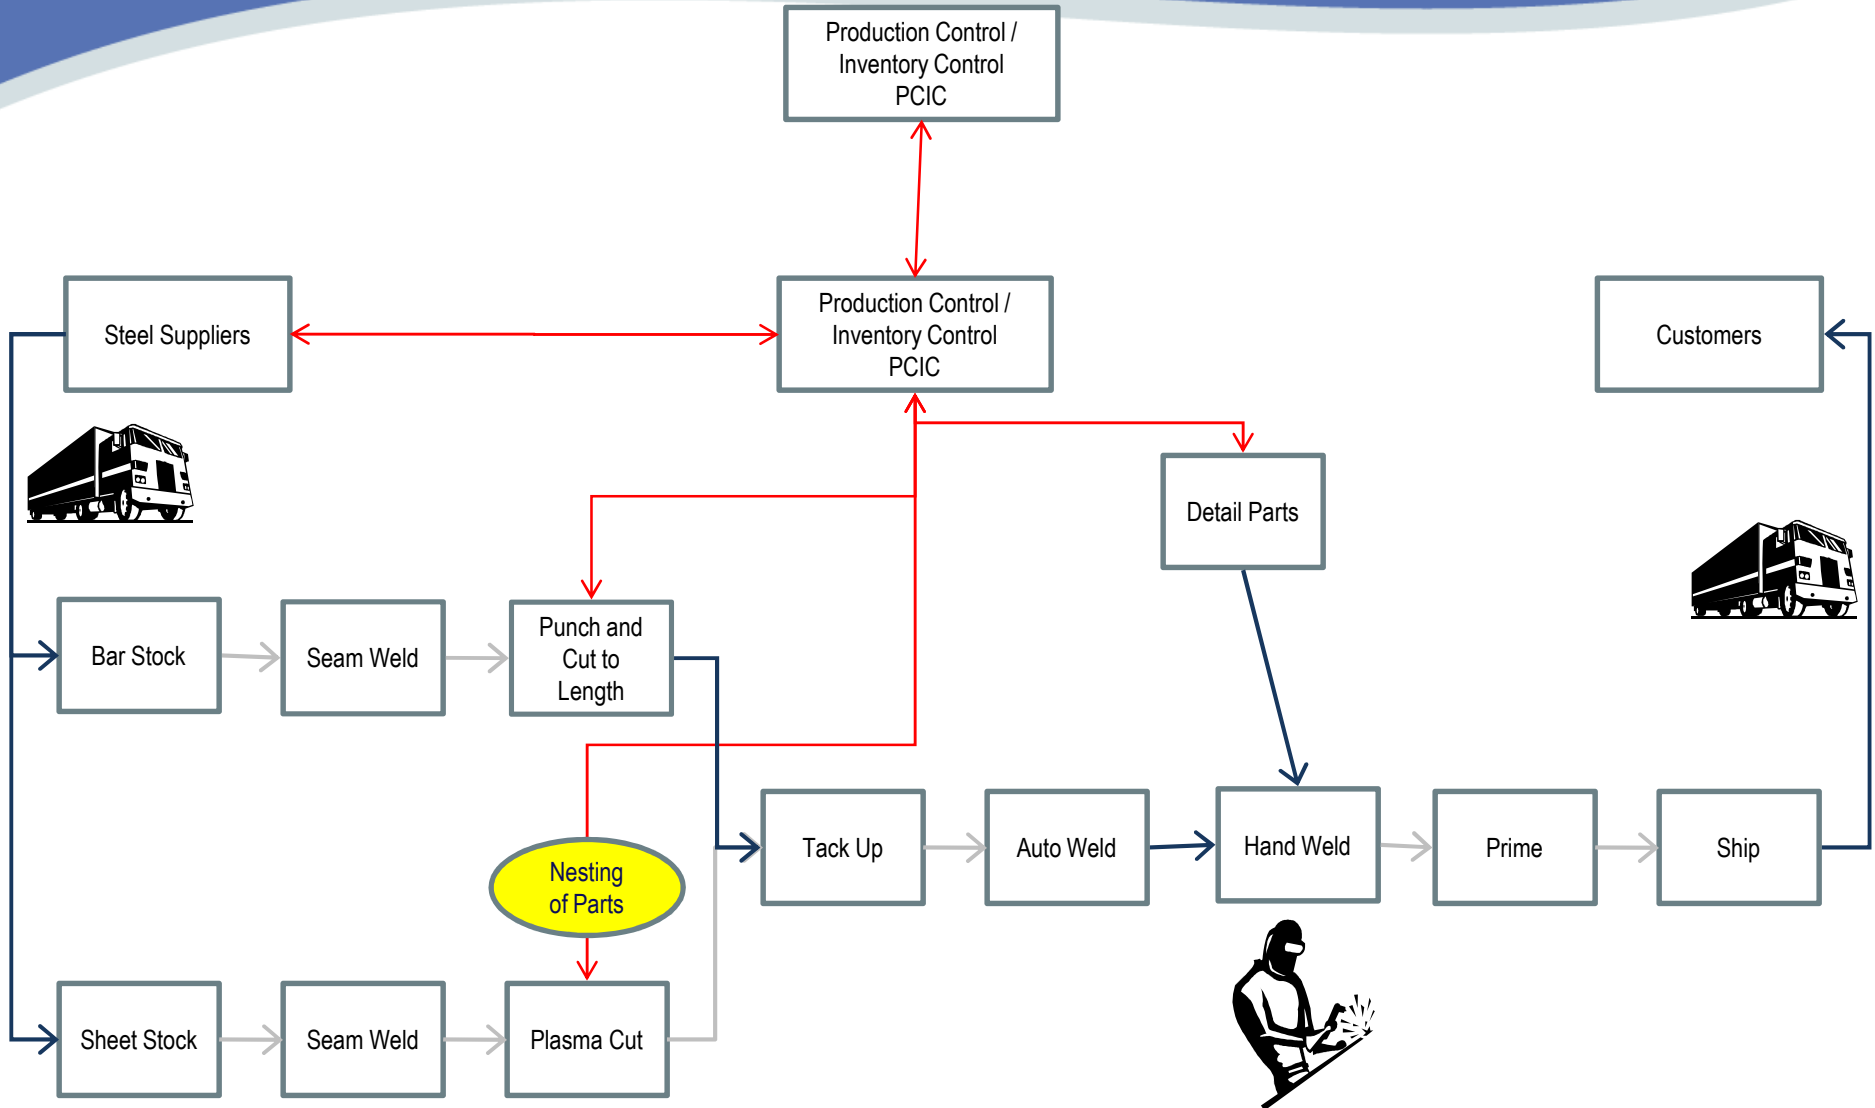 Production Control /
Inventory Control
PCIC
Steel Suppliers
Production Control /
Inventory Control
PCIC
Customers
Detail Parts
Bar Stock
Seam Weld
Punch and
Cut to
Length
Tack Up
Auto Weld
Hand Weld
Prime
Ship
Nesting
of Parts
Sheet Stock
Seam Weld
Plasma Cut